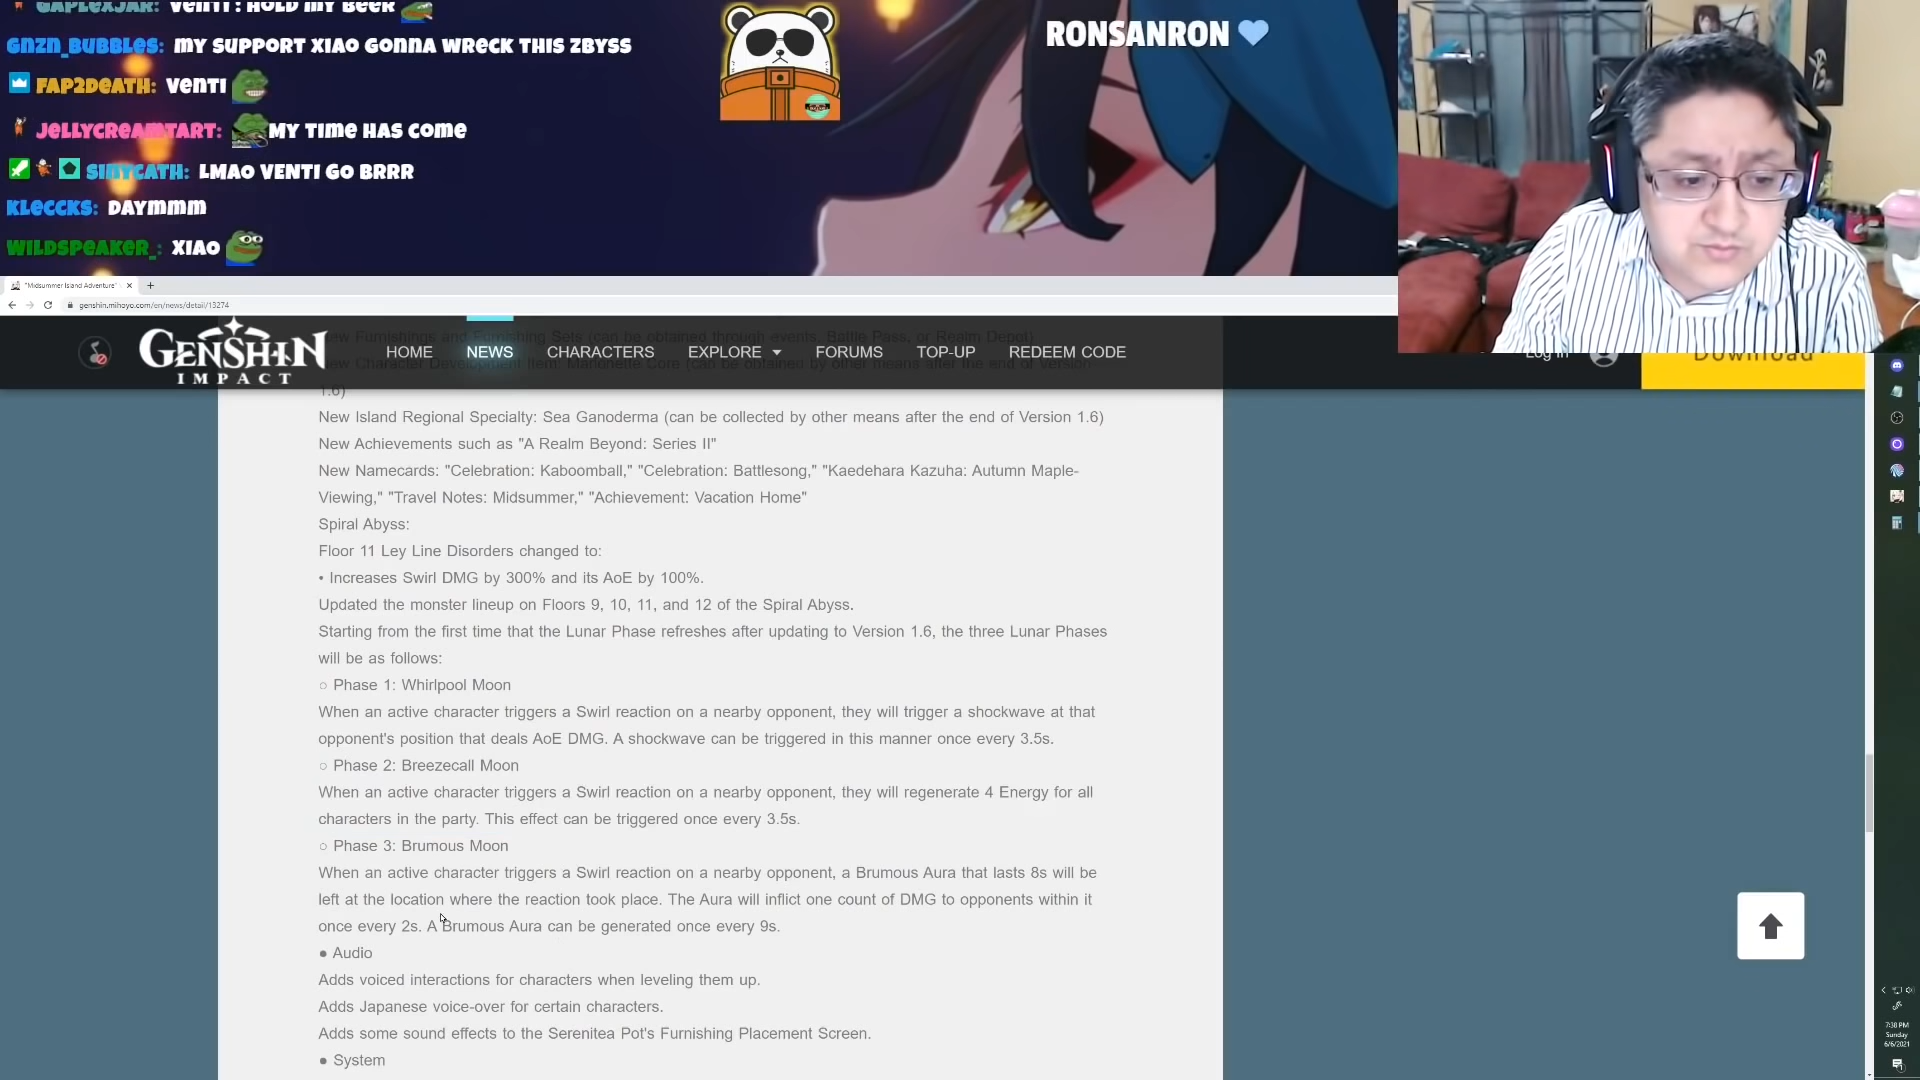 GAPLEXJAR: VENTI : HOLD MY BEER
GNZN_BUBBLES: MY SUPPORT XIAO GONNA WRECK THIS ZBYSS
FAP2DEATH: VENTI
JELLYCREAMTART: MY TIME HAS COME
SINYCATH: LMAO VENTI GO BRRR
KLECCKS: DAYMMM
WILDSPEAKER_: XIAO
RONSANRON
"Midsummer Island Adventure"
genshin.mihoyo.com/en/news/detail/13274
GENSHIN
IMPACT
HOME
NEWS
CHARACTERS
EXPLORE
FORUMS
TOP-UP
REDEEM CODE
Log In
Download
New Furnishings and Furnishing Sets (can be obtained through events, Battle Pass, or Realm Depot)
New Character Development Item: Marionette Core (can be obtained by other means after the end of Version
1.6)
New Island Regional Specialty: Sea Ganoderma (can be collected by other means after the end of Version 1.6)
New Achievements such as "A Realm Beyond: Series II"
New Namecards: "Celebration: Kaboomball," "Celebration: Battlesong," "Kaedehara Kazuha: Autumn Maple-
Viewing," "Travel Notes: Midsummer," "Achievement: Vacation Home"
Spiral Abyss:
Floor 11 Ley Line Disorders changed to:
• Increases Swirl DMG by 300% and its AoE by 100%.
Updated the monster lineup on Floors 9, 10, 11, and 12 of the Spiral Abyss.
Starting from the first time that the Lunar Phase refreshes after updating to Version 1.6, the three Lunar Phases
will be as follows:
○ Phase 1: Whirlpool Moon
When an active character triggers a Swirl reaction on a nearby opponent, they will trigger a shockwave at that
opponent's position that deals AoE DMG. A shockwave can be triggered in this manner once every 3.5s.
○ Phase 2: Breezecall Moon
When an active character triggers a Swirl reaction on a nearby opponent, they will regenerate 4 Energy for all
characters in the party. This effect can be triggered once every 3.5s.
○ Phase 3: Brumous Moon
When an active character triggers a Swirl reaction on a nearby opponent, a Brumous Aura that lasts 8s will be
left at the location where the reaction took place. The Aura will inflict one count of DMG to opponents within it
once every 2s. A Brumous Aura can be generated once every 9s.
● Audio
Adds voiced interactions for characters when leveling them up.
Adds Japanese voice-over for certain characters.
Adds some sound effects to the Serenitea Pot's Furnishing Placement Screen.
● System
7:38 PM
Sunday
6/6/2021